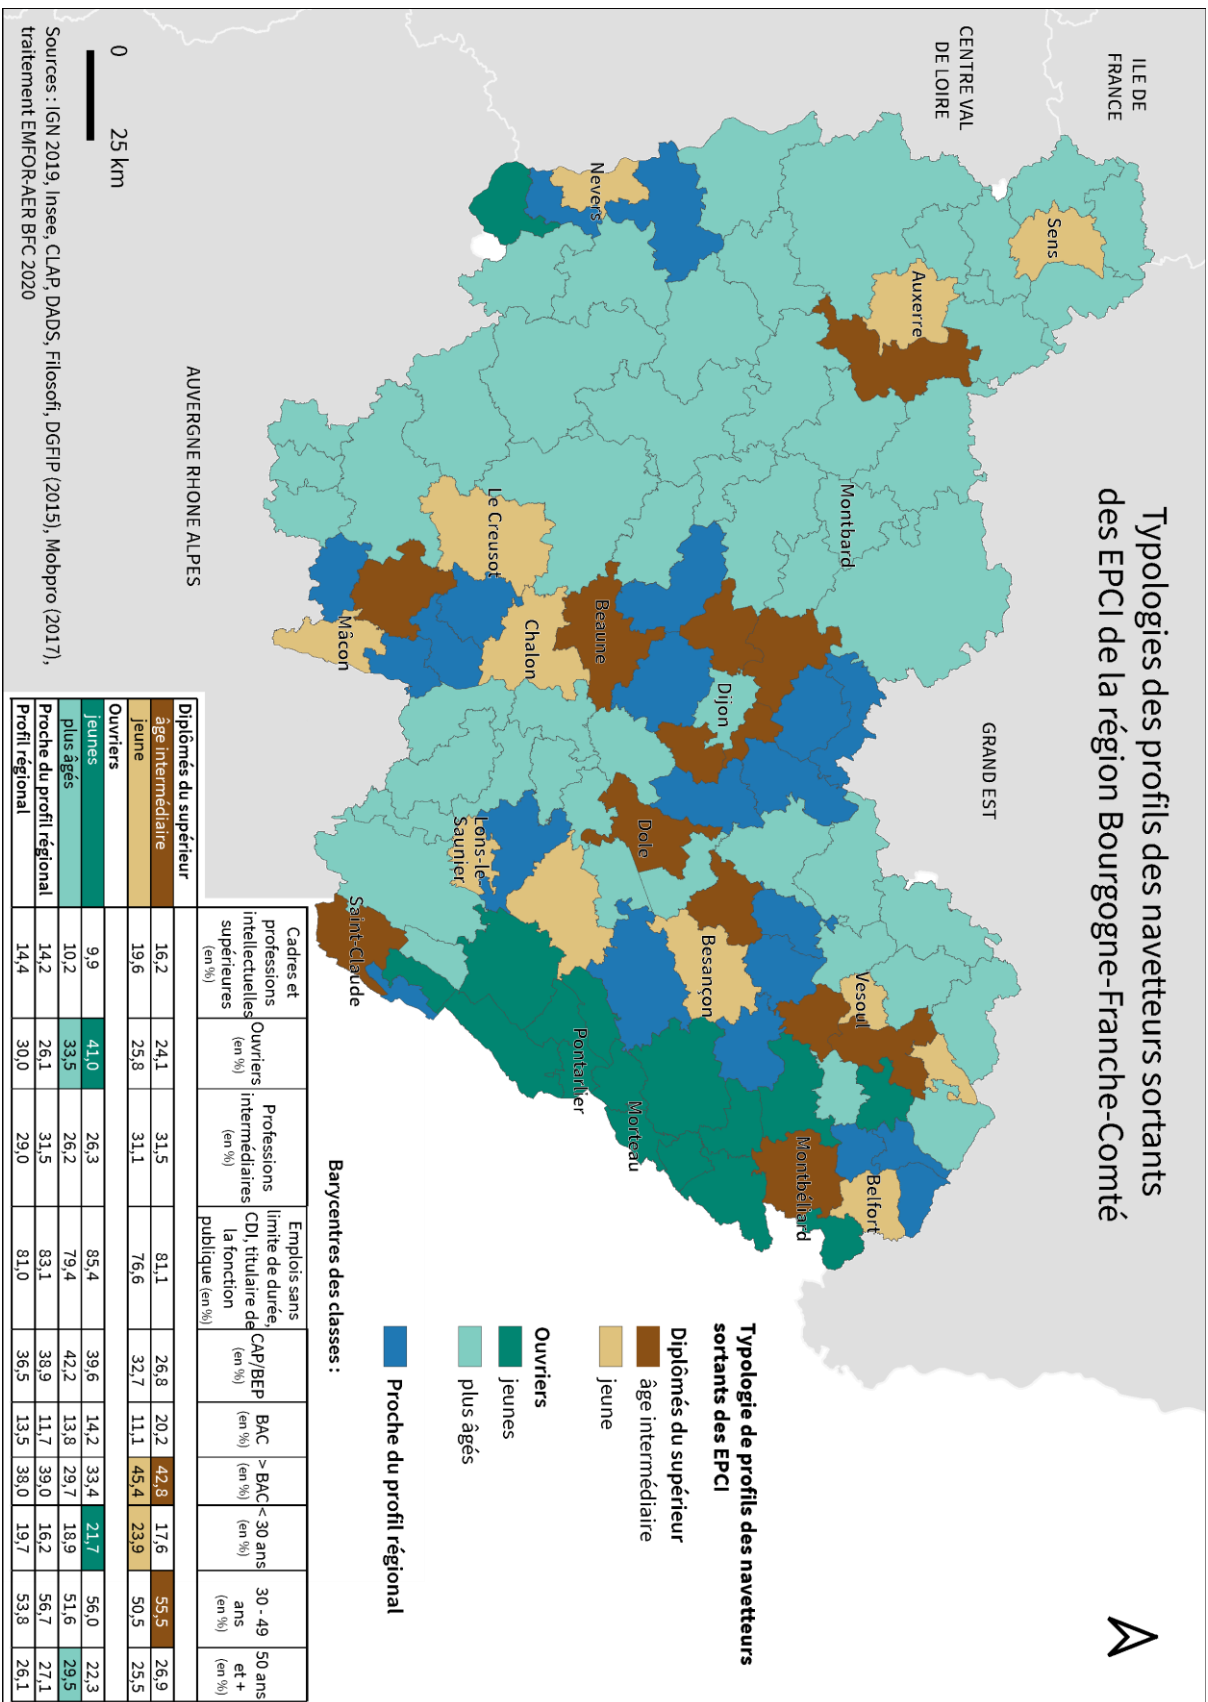 Typologies des profils des navetteurs sortants
des EPCI de la région Bourgogne-Franche-Comté
ILE DE
FRANCE
CENTRE VAL
DE LOIRE
GRAND EST
AUVERGNE RHONE ALPES
Sens
Auxerre
Montbard
Nevers
Le Creusot
Beaune
Chalon
Mâcon
Dijon
Dole
Lons-le-
Saunier
Saint-Claude
Besançon
Vesoul
Pontarlier
Morteau
Montbéliard
Belfort
Typologie de profils des navetteurs
sortants des EPCI
Diplômés du supérieur
âge intermédiaire
jeune
Ouvriers
jeunes
plus âgés
Proche du profil régional
0 25 km
Sources : IGN 2019, Insee, CLAP, DADS, Filosofi, DGFIP (2015), Mobpro (2017),
traitement EMFOR-AER BFC 2020
Barycentres des classes :
Cadres et professions intellectuelles supérieures (en %) Ouvriers (en %) Professions intermédiaires (en %) Emplois sans limite de durée, CDI, titulaire de la fonction publique (en %) CAP/BEP (en %) BAC (en %) > BAC (en %) < 30 ans (en %) 30 - 49 ans (en %) 50 ans et + (en %)
Diplômés du supérieur
âge intermédiaire 16,2 24,1 31,5 81,1 26,8 20,2 42,8 17,6 55,5 26,9
jeune 19,6 25,8 31,1 76,6 32,7 11,1 45,4 23,9 50,5 25,5
Ouvriers
jeunes 9,9 41,0 26,3 85,4 39,6 14,2 33,4 21,7 56,0 22,3
plus âgés 10,2 33,5 26,2 79,4 42,2 13,8 29,7 18,9 51,6 29,5
Proche du profil régional 14,2 26,1 31,5 83,1 38,9 11,7 39,0 16,2 56,7 27,1
Profil régional 14,4 30,0 29,0 81,0 36,5 13,5 38,0 19,7 53,8 26,1